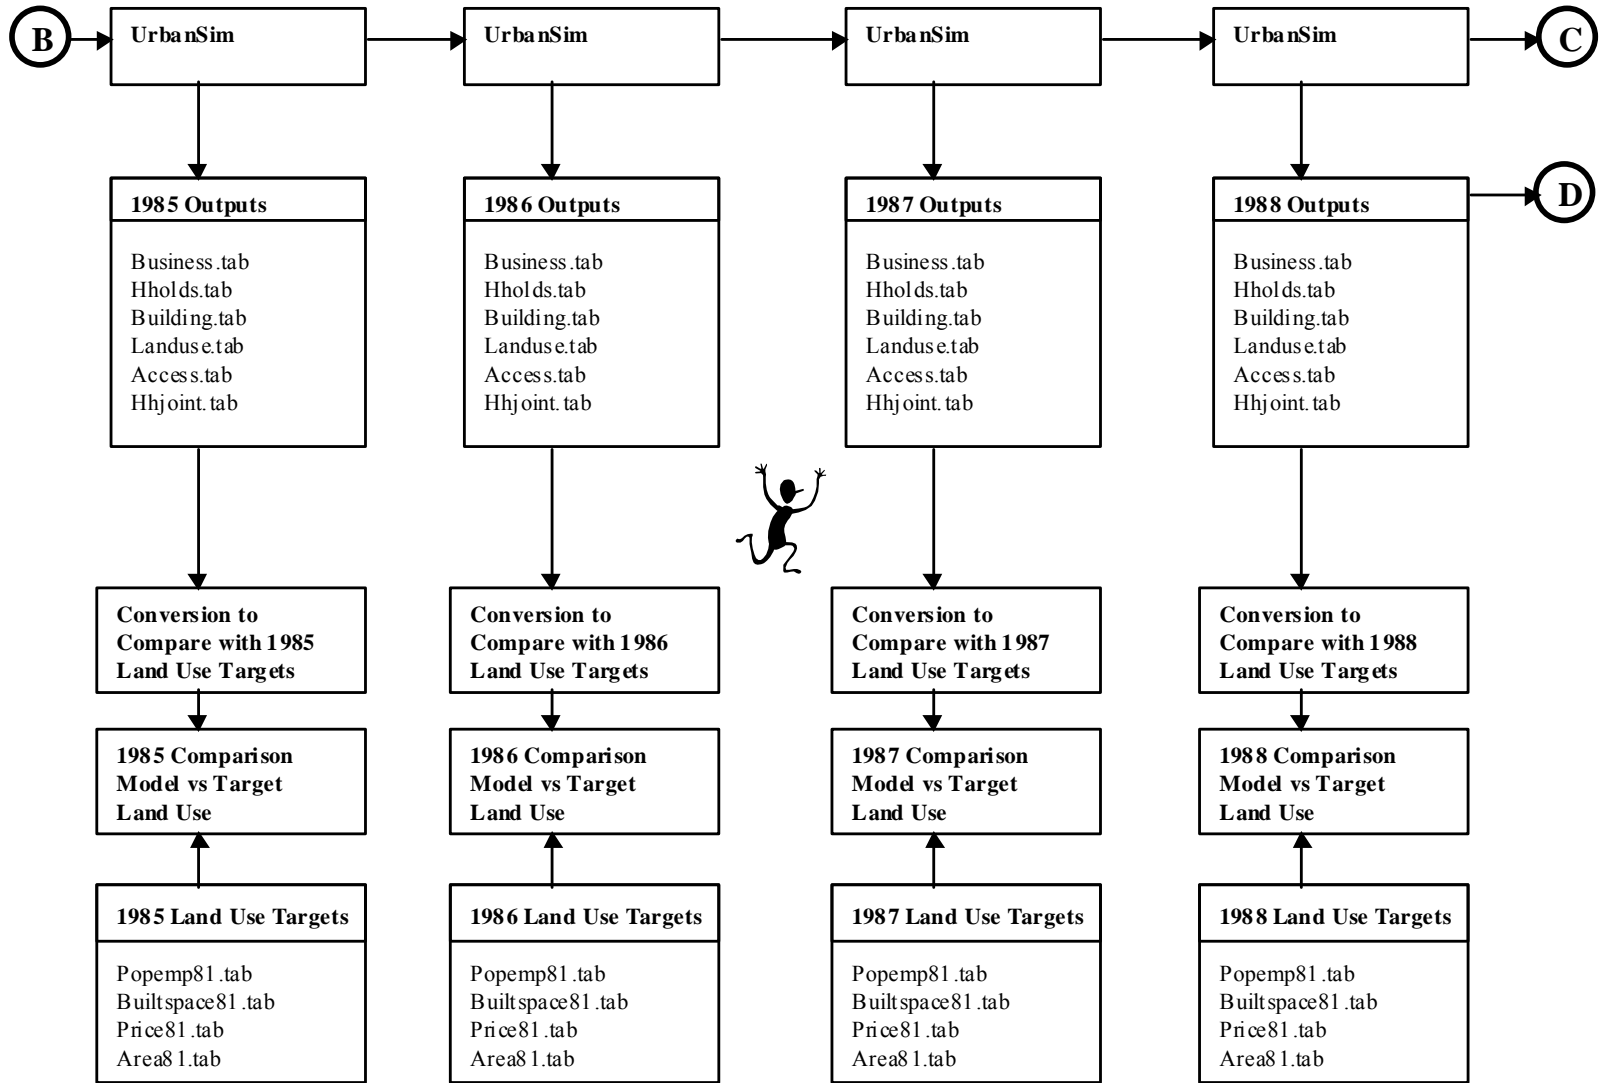 B
UrbanSim
UrbanSim
UrbanSim
UrbanSim
C
1985 Outputs
Business.tab
Hholds.tab
Building.tab
Landuse.tab
Access.tab
Hhjoint.tab
1986 Outputs
Business.tab
Hholds.tab
Building.tab
Landuse.tab
Access.tab
Hhjoint.tab
1987 Outputs
Business.tab
Hholds.tab
Building.tab
Landuse.tab
Access.tab
Hhjoint.tab
1988 Outputs
Business.tab
Hholds.tab
Building.tab
Landuse.tab
Access.tab
Hhjoint.tab
D
Conversion to
Compare with 1985
Land Use Targets
Conversion to
Compare with 1986
Land Use Targets
Conversion to
Compare with 1987
Land Use Targets
Conversion to
Compare with 1988
Land Use Targets
1985 Comparison
Model vs Target
Land Use
1986 Comparison
Model vs Target
Land Use
1987 Comparison
Model vs Target
Land Use
1988 Comparison
Model vs Target
Land Use
1985 Land Use Targets
Popemp81.tab
Builtspace81.tab
Price81.tab
Area81.tab
1986 Land Use Targets
Popemp81.tab
Builtspace81.tab
Price81.tab
Area81.tab
1987 Land Use Targets
Popemp81.tab
Builtspace81.tab
Price81.tab
Area81.tab
1988 Land Use Targets
Popemp81.tab
Builtspace81.tab
Price81.tab
Area81.tab